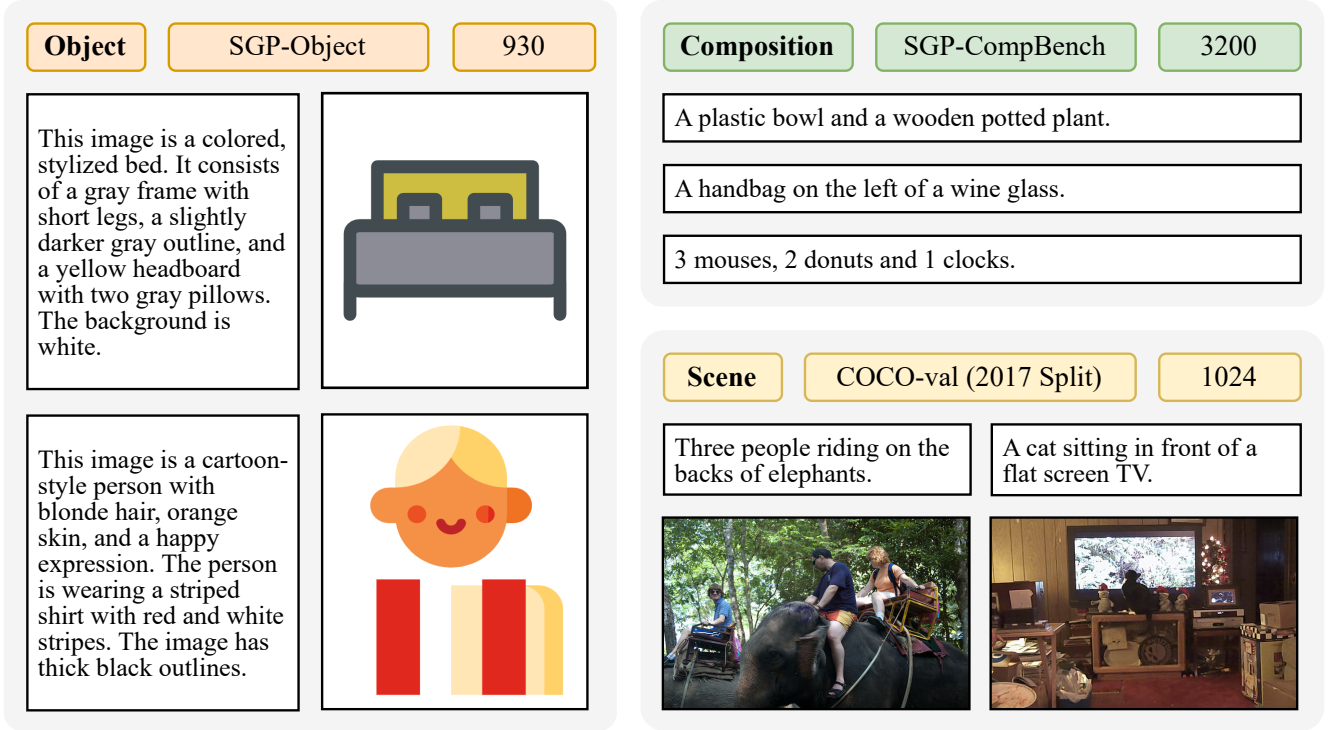 Object
SGP-Object
930
This image is a colored,
stylized bed. It consists
of a gray frame with
short legs, a slightly
darker gray outline, and
a yellow headboard
with two gray pillows.
The background is
white.
This image is a cartoon-
style person with
blonde hair, orange
skin, and a happy
expression. The person
is wearing a striped
shirt with red and white
stripes. The image has
thick black outlines.
Composition
SGP-CompBench
3200
A plastic bowl and a wooden potted plant.
A handbag on the left of a wine glass.
3 mouses, 2 donuts and 1 clocks.
Scene
COCO-val (2017 Split)
1024
Three people riding on the
backs of elephants.
A cat sitting in front of a
flat screen TV.